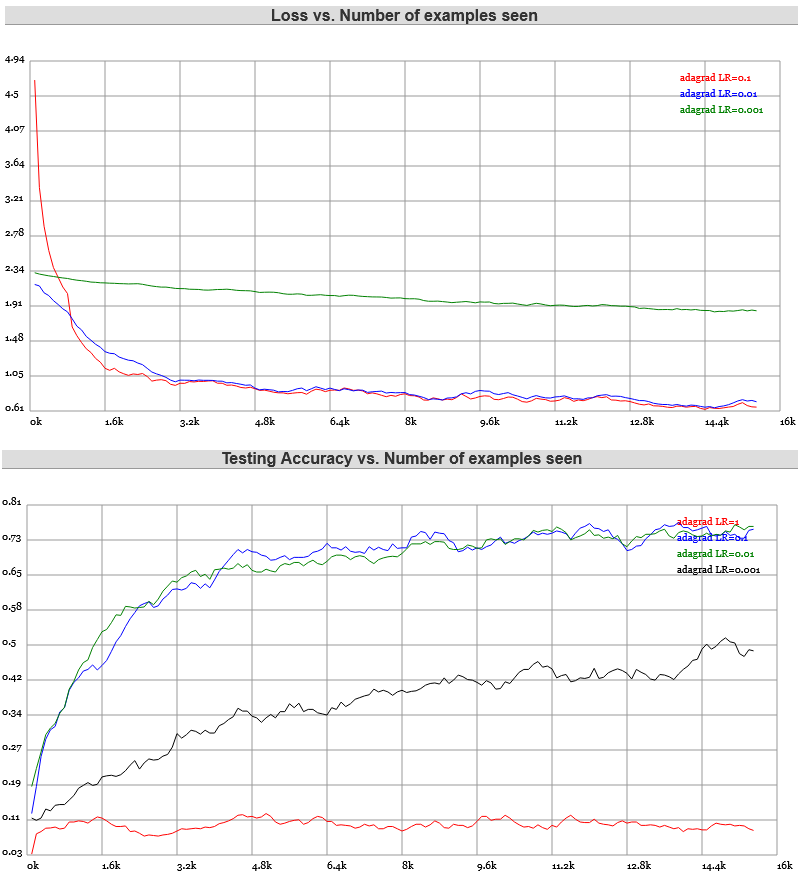 Loss vs. Number of examples seen
4.94
adagrad LR=0.1
4.5
adagrad LR=0.01
adagrad LR=0.001
4.07
3.64
3.21
2.78
2.34
1.91
1.48
1.05
0.61
0k 1.6k 3.2k 4.8k 6.4k 8k 9.6k 11.2k 12.8k 14.4k 16k
Testing Accuracy vs. Number of examples seen
0.81
adagrad LR=1
0.73
adagrad LR=0.1
adagrad LR=0.01
0.65
adagrad LR=0.001
0.58
0.5
0.42
0.34
0.27
0.19
0.11
0.03
0k 1.6k 3.2k 4.8k 6.4k 8k 9.6k 11.2k 12.8k 14.4k 16k